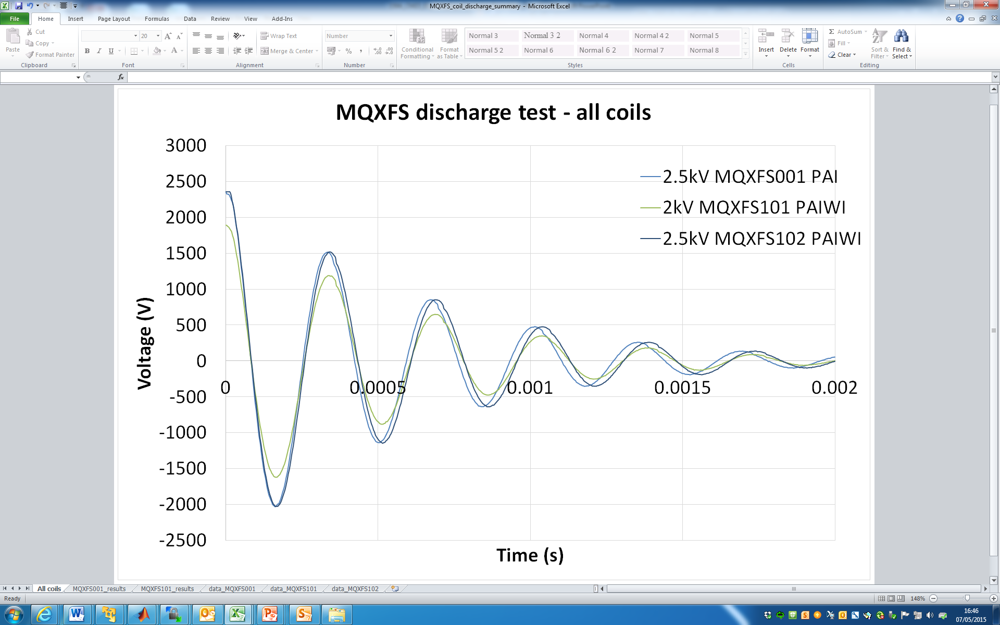 MQXFS_coil_discharge_summary - Microsoft Excel
File Home Insert Page Layout Formulas Data Review View Add-Ins
Paste
Cut
Copy
Format Painter
Clipboard
20
B I U
Font
Wrap Text
Merge & Center
Alignment
Number
%
Number
Conditional Formatting
Format as Table
Normal 3 Normal 3 2 Normal 4 Normal 4 2 Normal 5
Normal 5 2 Normal 6 Normal 6 2 Normal 7 Normal 8
Styles
Insert Delete Format
Cells
AutoSum
Fill
Clear
Sort & Filter
Find & Select
Editing
fx
MQXFS discharge test - all coils
3000
2500
2000
1500
1000
500
0
-500
-1000
-1500
-2000
-2500
Voltage (V)
2.5kV MQXFS001 PAI
2kV MQXFS101 PAIWI
2.5kV MQXFS102 PAIWI
0 0.0005 0.001 0.0015 0.002
Time (s)
All coils MQXFS001_results MQXFS101_results data_MQXFS001 data_MQXFS101 data_MQXFS102
Ready
148%
16:46
07/05/2015